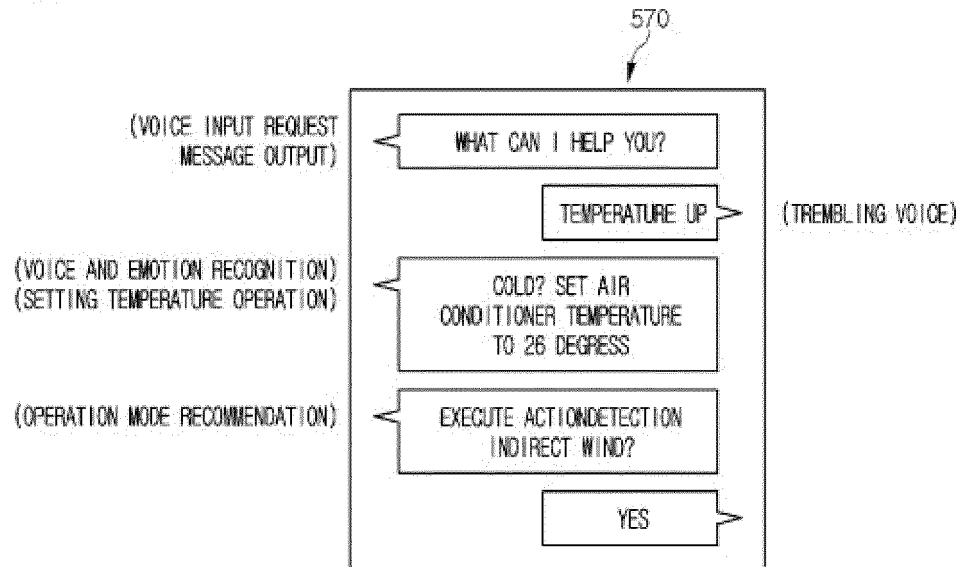 570
(VOICE INPUT REQUEST
MESSAGE OUTPUT)
WHAT CAN I HELP YOU?
TEMPERATURE UP
(TREMBLING VOICE)
(VOICE AND EMOTION RECOGNITION)
(SETTING TEMPERATURE OPERATION)
COLD? SET AIR
CONDITIONER TEMPERATURE
TO 26 DEGRESS
(OPERATION MODE RECOMMENDATION)
EXECUTE ACTIONDETECTION
INDIRECT WIND?
YES